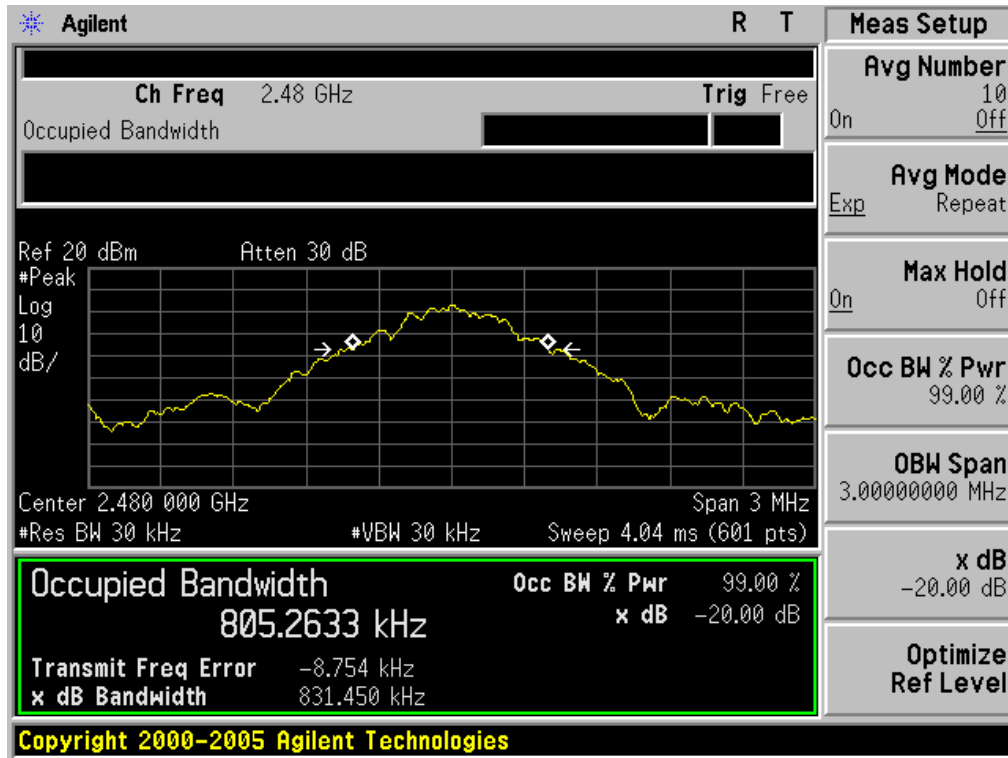 Agilent R T
Ch Freq 2.48 GHz Trig Free
Occupied Bandwidth
Ref 20 dBm Atten 30 dB
#Peak
Log
10
dB/
Center 2.480 000 GHz Span 3 MHz
#Res BW 30 kHz #VBW 30 kHz Sweep 4.04 ms (601 pts)
Occupied Bandwidth Occ BW % Pwr 99.00 %
805.2633 kHz x dB -20.00 dB
Transmit Freq Error -8.754 kHz
x dB Bandwidth 831.450 kHz
Copyright 2000-2005 Agilent Technologies
Meas Setup
Avg Number
10
On Off
Avg Mode
Exp Repeat
Max Hold
On Off
Occ BW % Pwr
99.00 %
OBW Span
3.00000000 MHz
x dB
-20.00 dB
Optimize
Ref Level